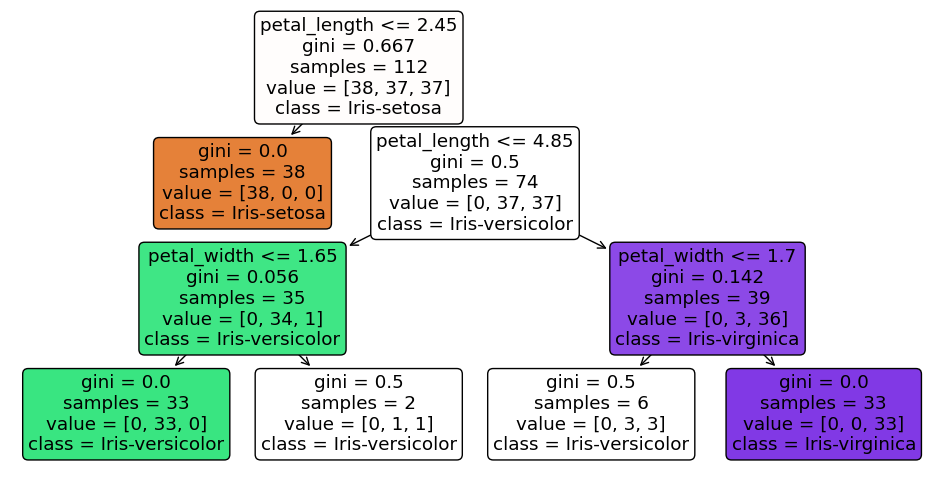 petal_length <= 2.45
gini = 0.667
samples = 112
value = [38, 37, 37]
class = Iris-setosa
gini = 0.0
samples = 38
value = [38, 0, 0]
class = Iris-setosa
petal_length <= 4.85
gini = 0.5
samples = 74
value = [0, 37, 37]
class = Iris-versicolor
petal_width <= 1.65
gini = 0.056
samples = 35
value = [0, 34, 1]
class = Iris-versicolor
petal_width <= 1.7
gini = 0.142
samples = 39
value = [0, 3, 36]
class = Iris-virginica
gini = 0.0
samples = 33
value = [0, 33, 0]
class = Iris-versicolor
gini = 0.5
samples = 2
value = [0, 1, 1]
class = Iris-versicolor
gini = 0.5
samples = 6
value = [0, 3, 3]
class = Iris-versicolor
gini = 0.0
samples = 33
value = [0, 0, 33]
class = Iris-virginica